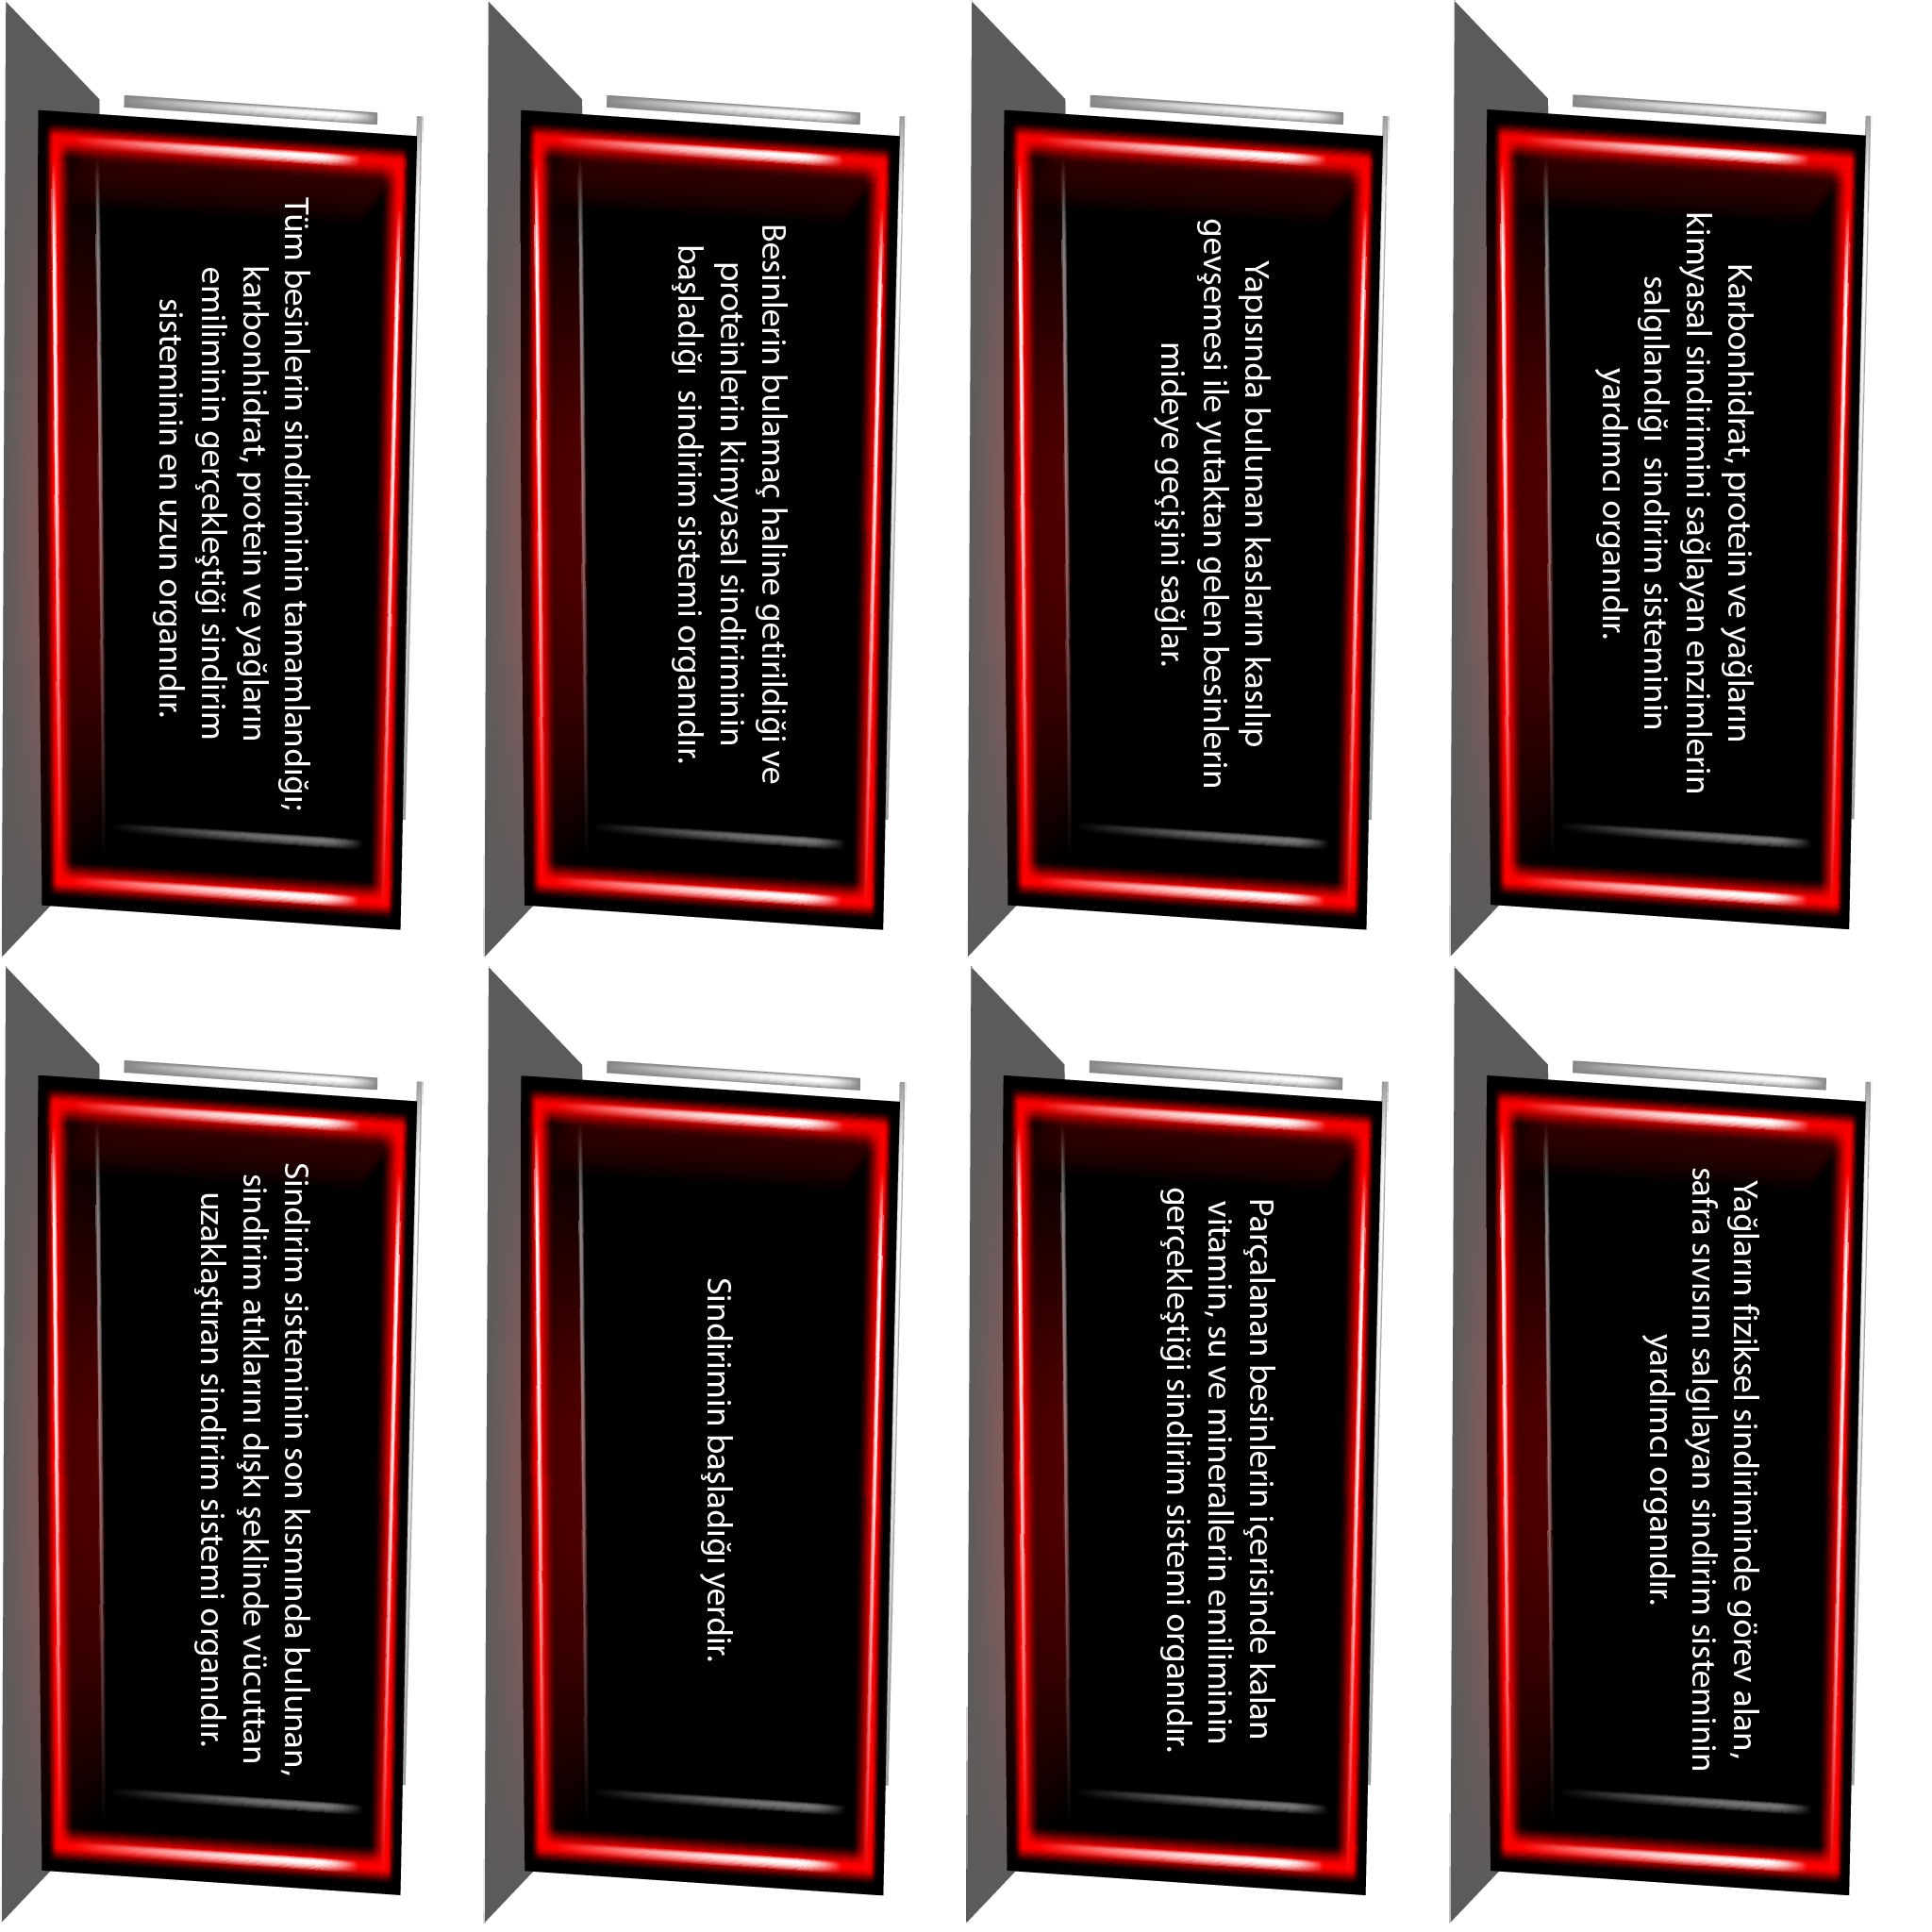 Karbonhidrat, protein ve yağların
kimyasal sindirimini sağlayan enzimlerin
salgılandığı  sindirim sisteminin
yardımcı organıdır.
Yağların fiziksel sindiriminde görev alan,
safra sıvısını salgılayan sindirim sisteminin
yardımcı organıdır.
Yapısında bulunan kasların kasılıp
gevşemesi ile yutaktan gelen besinlerin
mideye geçişini sağlar.
Parçalanan besinlerin içerisinde kalan
vitamin, su ve minerallerin emiliminin
gerçekleştiği sindirim sistemi organıdır.
Besinlerin bulamaç haline getirildiği ve
proteinlerin kimyasal sindiriminin
başladığı  sindirim sistemi organıdır.
Sindirimin başladığı yerdir.
Tüm besinlerin sindiriminin tamamlandığı;
karbonhidrat, protein ve yağların
emiliminin gerçekleştiği sindirim
sisteminin en uzun organıdır.
Sindirim sisteminin son kısmında bulunan,
sindirim atıklarını dışkı şeklinde vücuttan
uzaklaştıran sindirim sistemi organıdır.